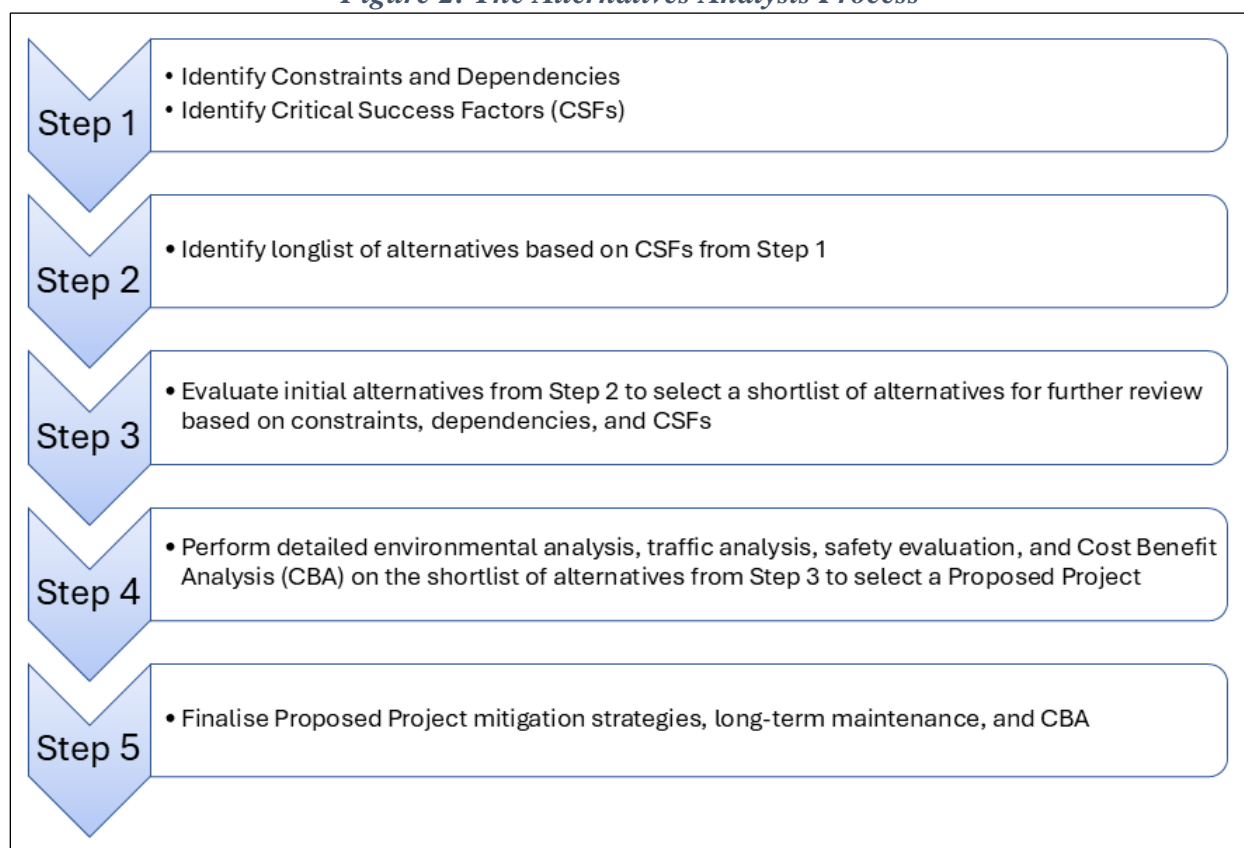 Figure 2: The Alternatives Analysis Process
Step 1
• Identify Constraints and Dependencies
• Identify Critical Success Factors (CSFs)
Step 2
• Identify longlist of alternatives based on CSFs from Step 1
Step 3
• Evaluate initial alternatives from Step 2 to select a shortlist of alternatives for further review
based on constraints, dependencies, and CSFs
Step 4
• Perform detailed environmental analysis, traffic analysis, safety evaluation, and Cost Benefit
Analysis (CBA) on the shortlist of alternatives from Step 3 to select a Proposed Project
Step 5
• Finalise Proposed Project mitigation strategies, long-term maintenance, and CBA